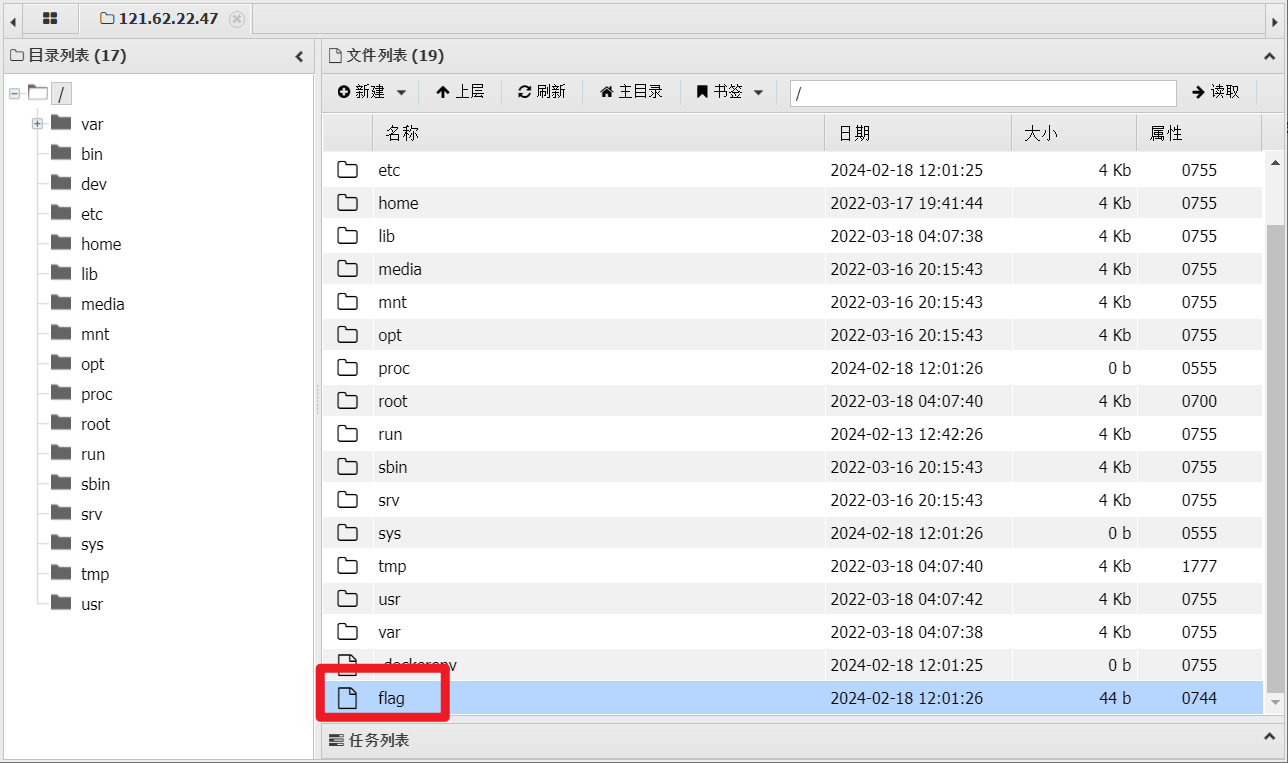 121.62.22.47
目录列表 (17)
/
var
bin
dev
etc
home
lib
media
mnt
opt
proc
root
run
sbin
srv
sys
tmp
usr
文件列表 (19)
新建 上层 刷新 主目录 书签 / 读取
名称 日期 大小 属性
etc 2024-02-18 12:01:25 4 Kb 0755
home 2022-03-17 19:41:44 4 Kb 0755
lib 2022-03-18 04:07:38 4 Kb 0755
media 2022-03-16 20:15:43 4 Kb 0755
mnt 2022-03-16 20:15:43 4 Kb 0755
opt 2022-03-16 20:15:43 4 Kb 0755
proc 2024-02-18 12:01:26 0 b 0555
root 2022-03-18 04:07:40 4 Kb 0700
run 2024-02-13 12:42:26 4 Kb 0755
sbin 2022-03-16 20:15:43 4 Kb 0755
srv 2022-03-16 20:15:43 4 Kb 0755
sys 2024-02-18 12:01:26 0 b 0555
tmp 2022-03-18 04:07:40 4 Kb 1777
usr 2022-03-18 04:07:42 4 Kb 0755
var 2022-03-18 04:07:38 4 Kb 0755
.dockerenv 2024-02-18 12:01:25 0 b 0755
flag 2024-02-18 12:01:26 44 b 0744
任务列表